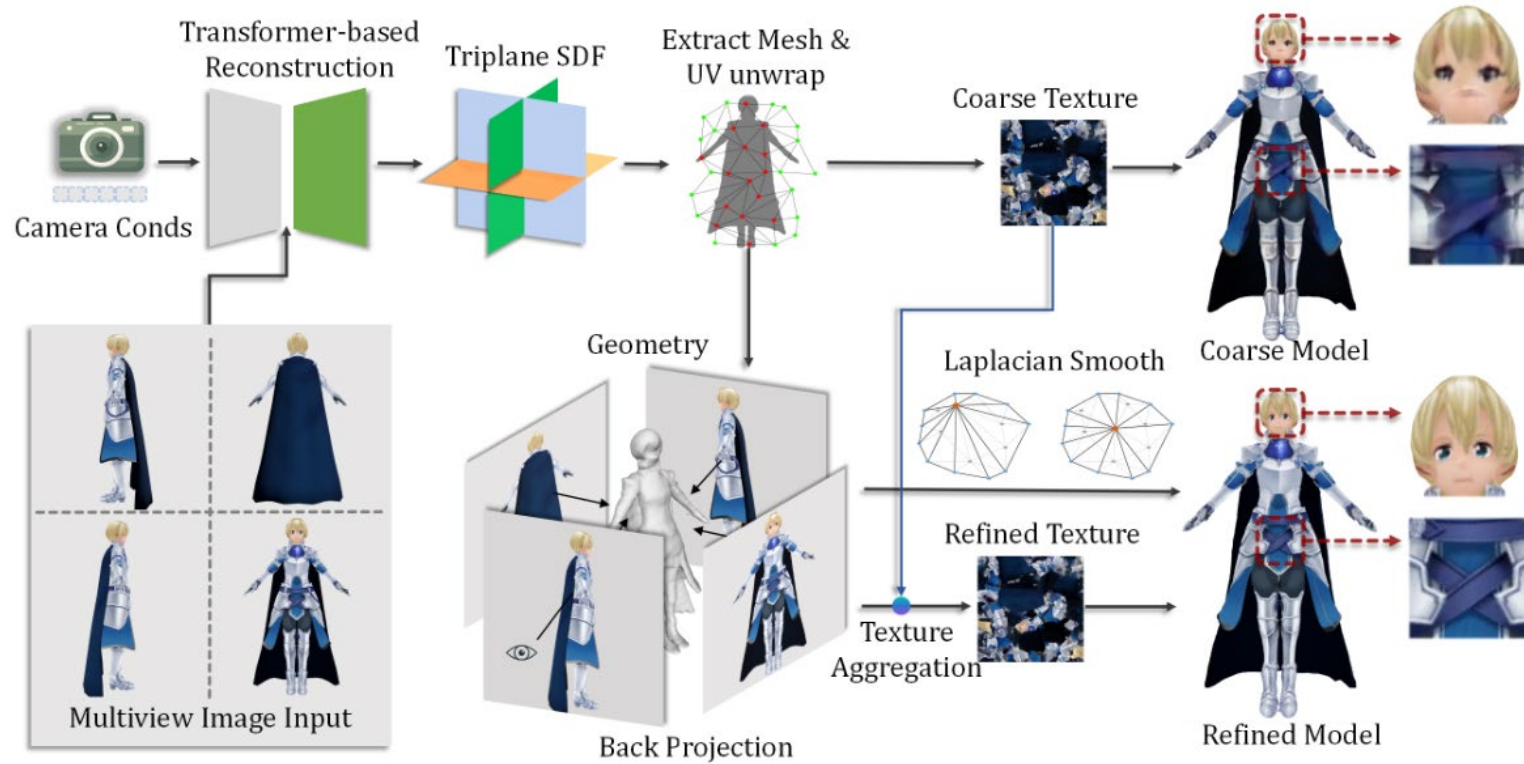 Transformer-based
Reconstruction
Triplane SDF
Extract Mesh &
UV unwrap
Coarse Texture
Camera Conds
Coarse Model
Geometry
Laplacian Smooth
Refined Texture
Texture
Aggregation
Multiview Image Input
Back Projection
Refined Model